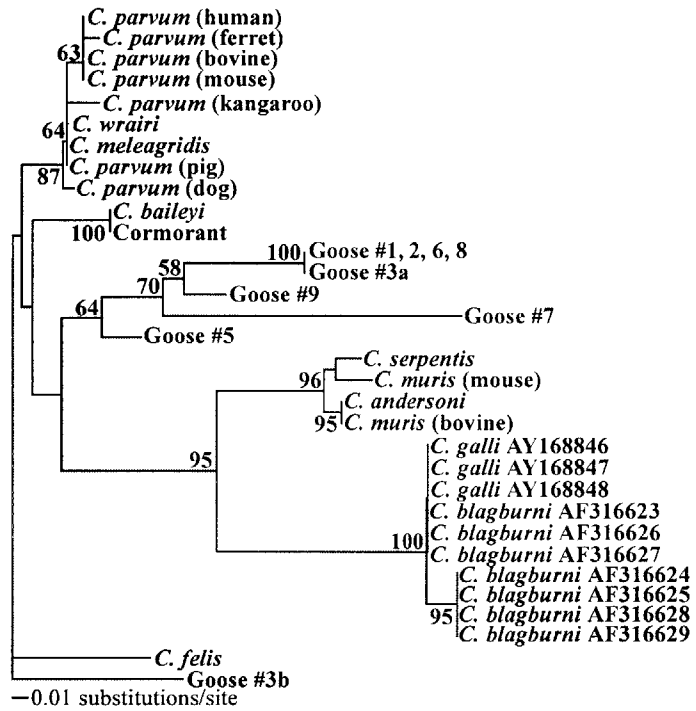 C. parvum (human)
C. parvum (ferret)
63
C. parvum (bovine)
C. parvum (mouse)
C. parvum (kangaroo)
64
C. wrairi
C. meleagridis
C. parvum (pig)
87
C. parvum (dog)
C. baileyi
100
Cormorant
100
Goose #1, 2, 6, 8
Goose #3a
58
Goose #9
70
Goose #7
64
Goose #5
C. serpentis
96
C. muris (mouse)
C. andersoni
95
C. muris (bovine)
C. galli AY168846
95
C. galli AY168847
C. galli AY168848
C. blagburni AF316623
C. blagburni AF316626
100
C. blagburni AF316627
C. blagburni AF316624
C. blagburni AF316625
95
C. blagburni AF316628
C. blagburni AF316629
C. felis
Goose #3b
0.01 substitutions/site